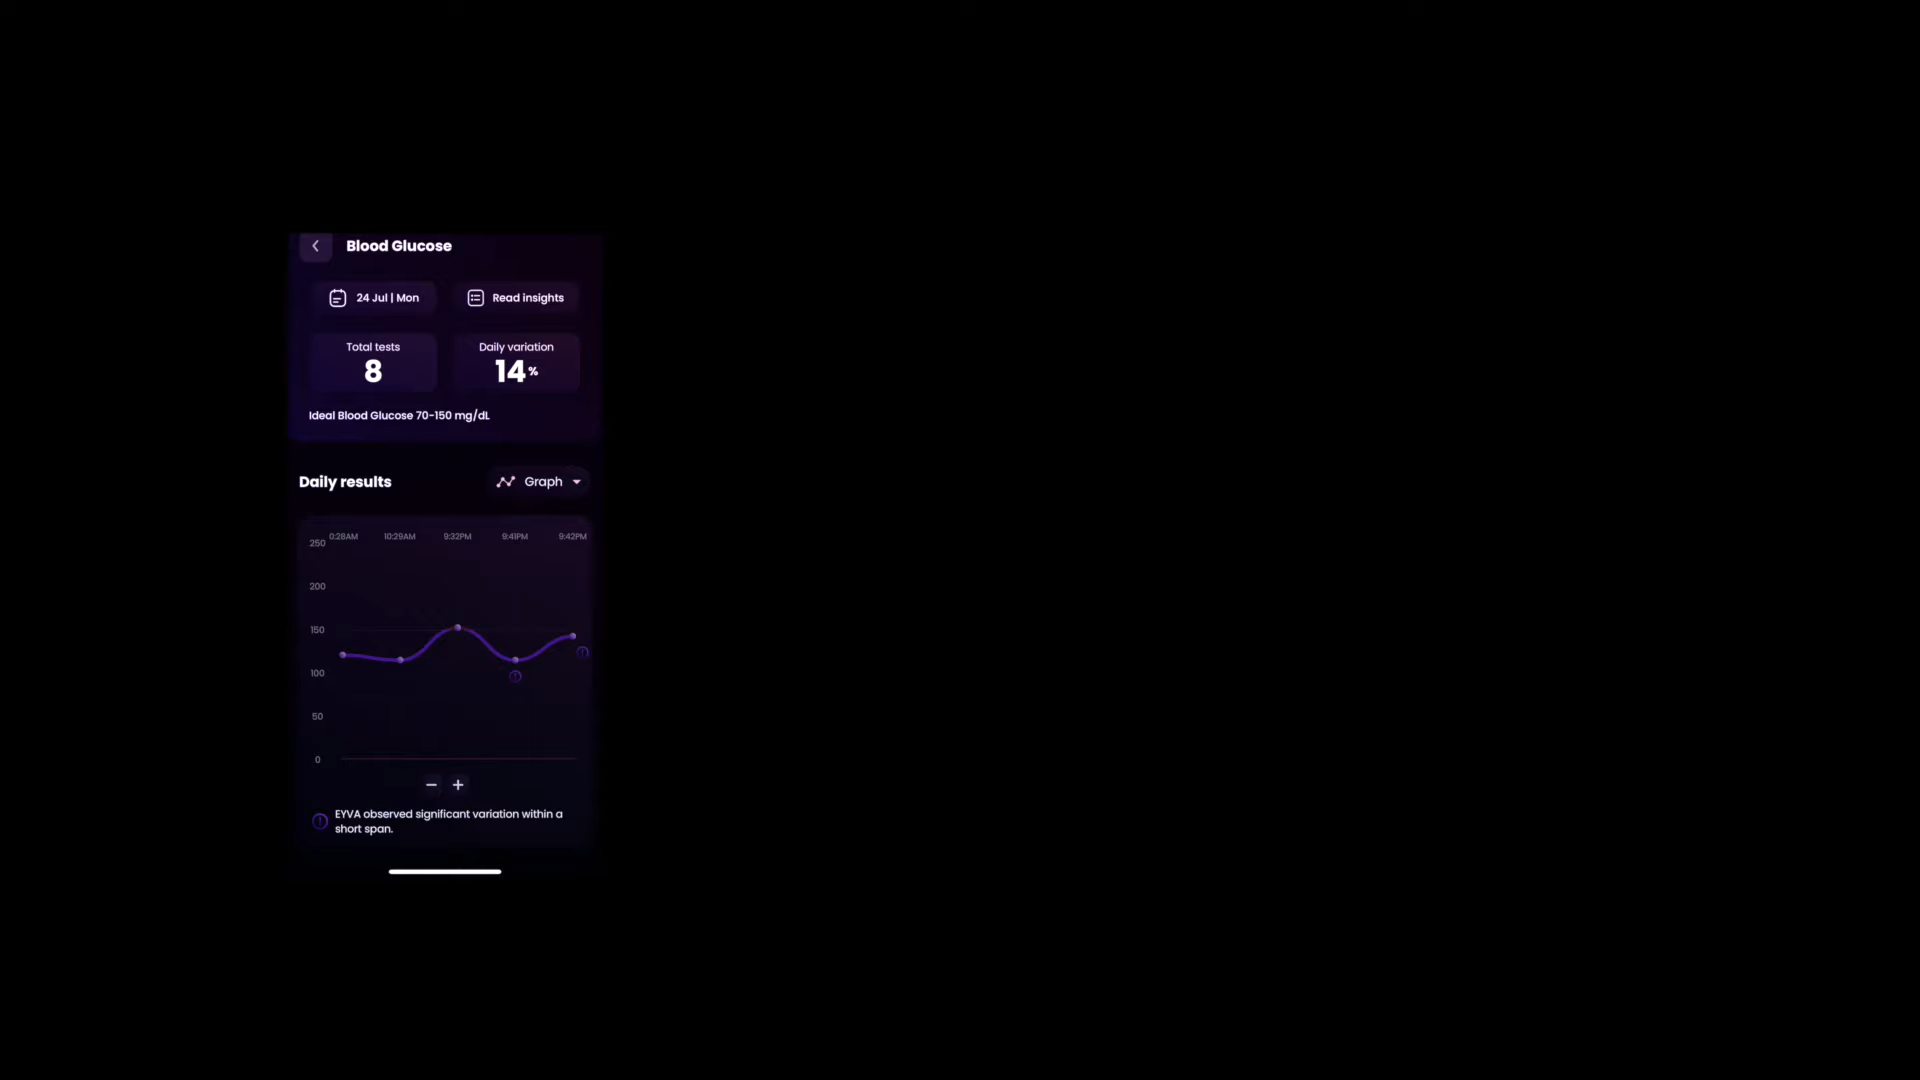 Blood Glucose
24 Jul | Mon
Read insights
Total tests
8
Daily variation
14%
Ideal Blood Glucose 70-150 mg/dL
Daily results
Graph
0:28AM 10:29AM 9:32PM 9:41PM 9:42PM
250
200
150
100
50
0
− +
EYVA observed significant variation within a
short span.